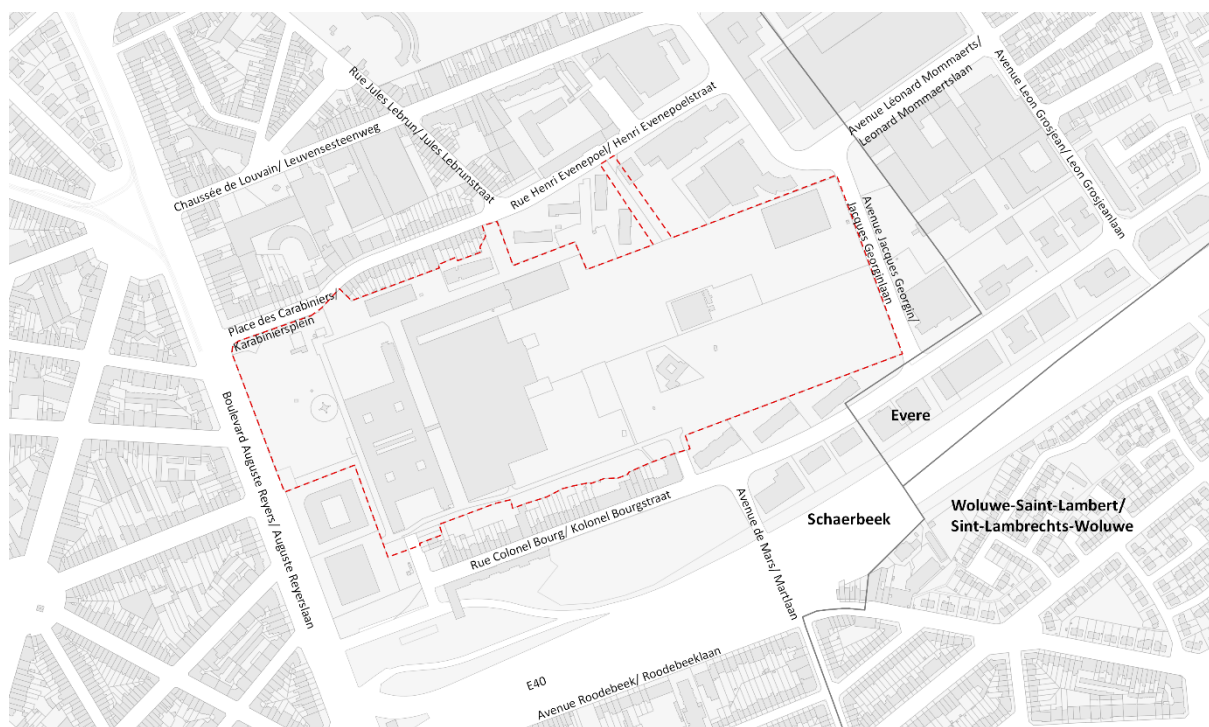 Rue Jules Lebrun/ Jules Lebrunstraat
Chaussée de Louvain/ Leuvensesteenweg
Rue Henri Evenepoel/ Henri Evenepoelstraat
Avenue Léonard Mommaerts/
Leonard Mommaertslaan
Avenue Leon Grosjean/ Leon Grosjeanlaan
Place des Carabiniers/
Karabiniersplein
Avenue Jacques Georgin/
Jacques Georginlaan
Boulevard Auguste Reyers/ Auguste Reyerslaan
Evere
Rue Colonel Bourg/ Kolonel Bourgstraat
Avenue de Mars/ Martlaan
Schaerbeek
Woluwe-Saint-Lambert/
Sint-Lambrechts-Woluwe
E40
Avenue Roodebeek/ Roodebeeklaan